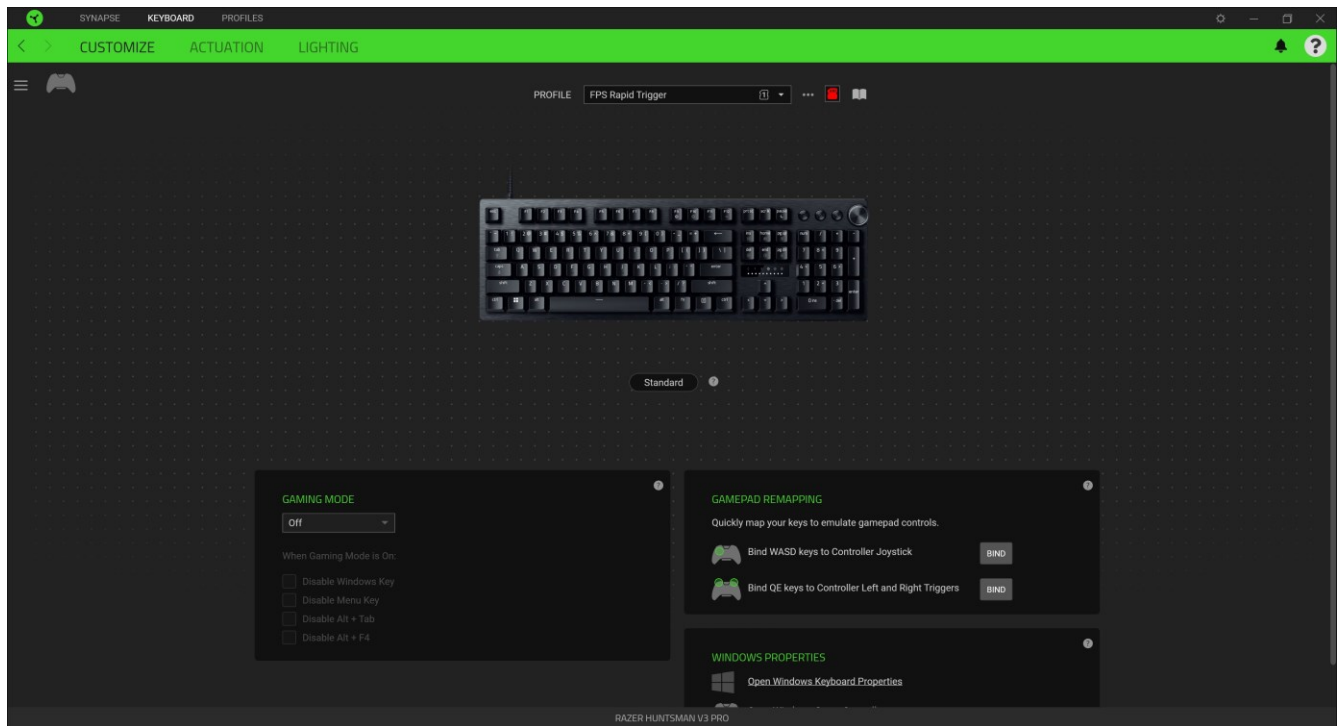 SYNAPSE KEYBOARD PROFILES
CUSTOMIZE ACTUATION LIGHTING
PROFILE FPS Rapid Trigger 1
Standard
GAMING MODE
Off
When Gaming Mode is On:
Disable Windows Key
Disable Menu Key
Disable Alt + Tab
Disable Alt + F4
GAMEPAD REMAPPING
Quickly map your keys to emulate gamepad controls.
Bind WASD keys to Controller Joystick BIND
Bind QE keys to Controller Left and Right Triggers BIND
WINDOWS PROPERTIES
Open Windows Keyboard Properties
RAZER HUNTSMAN V3 PRO